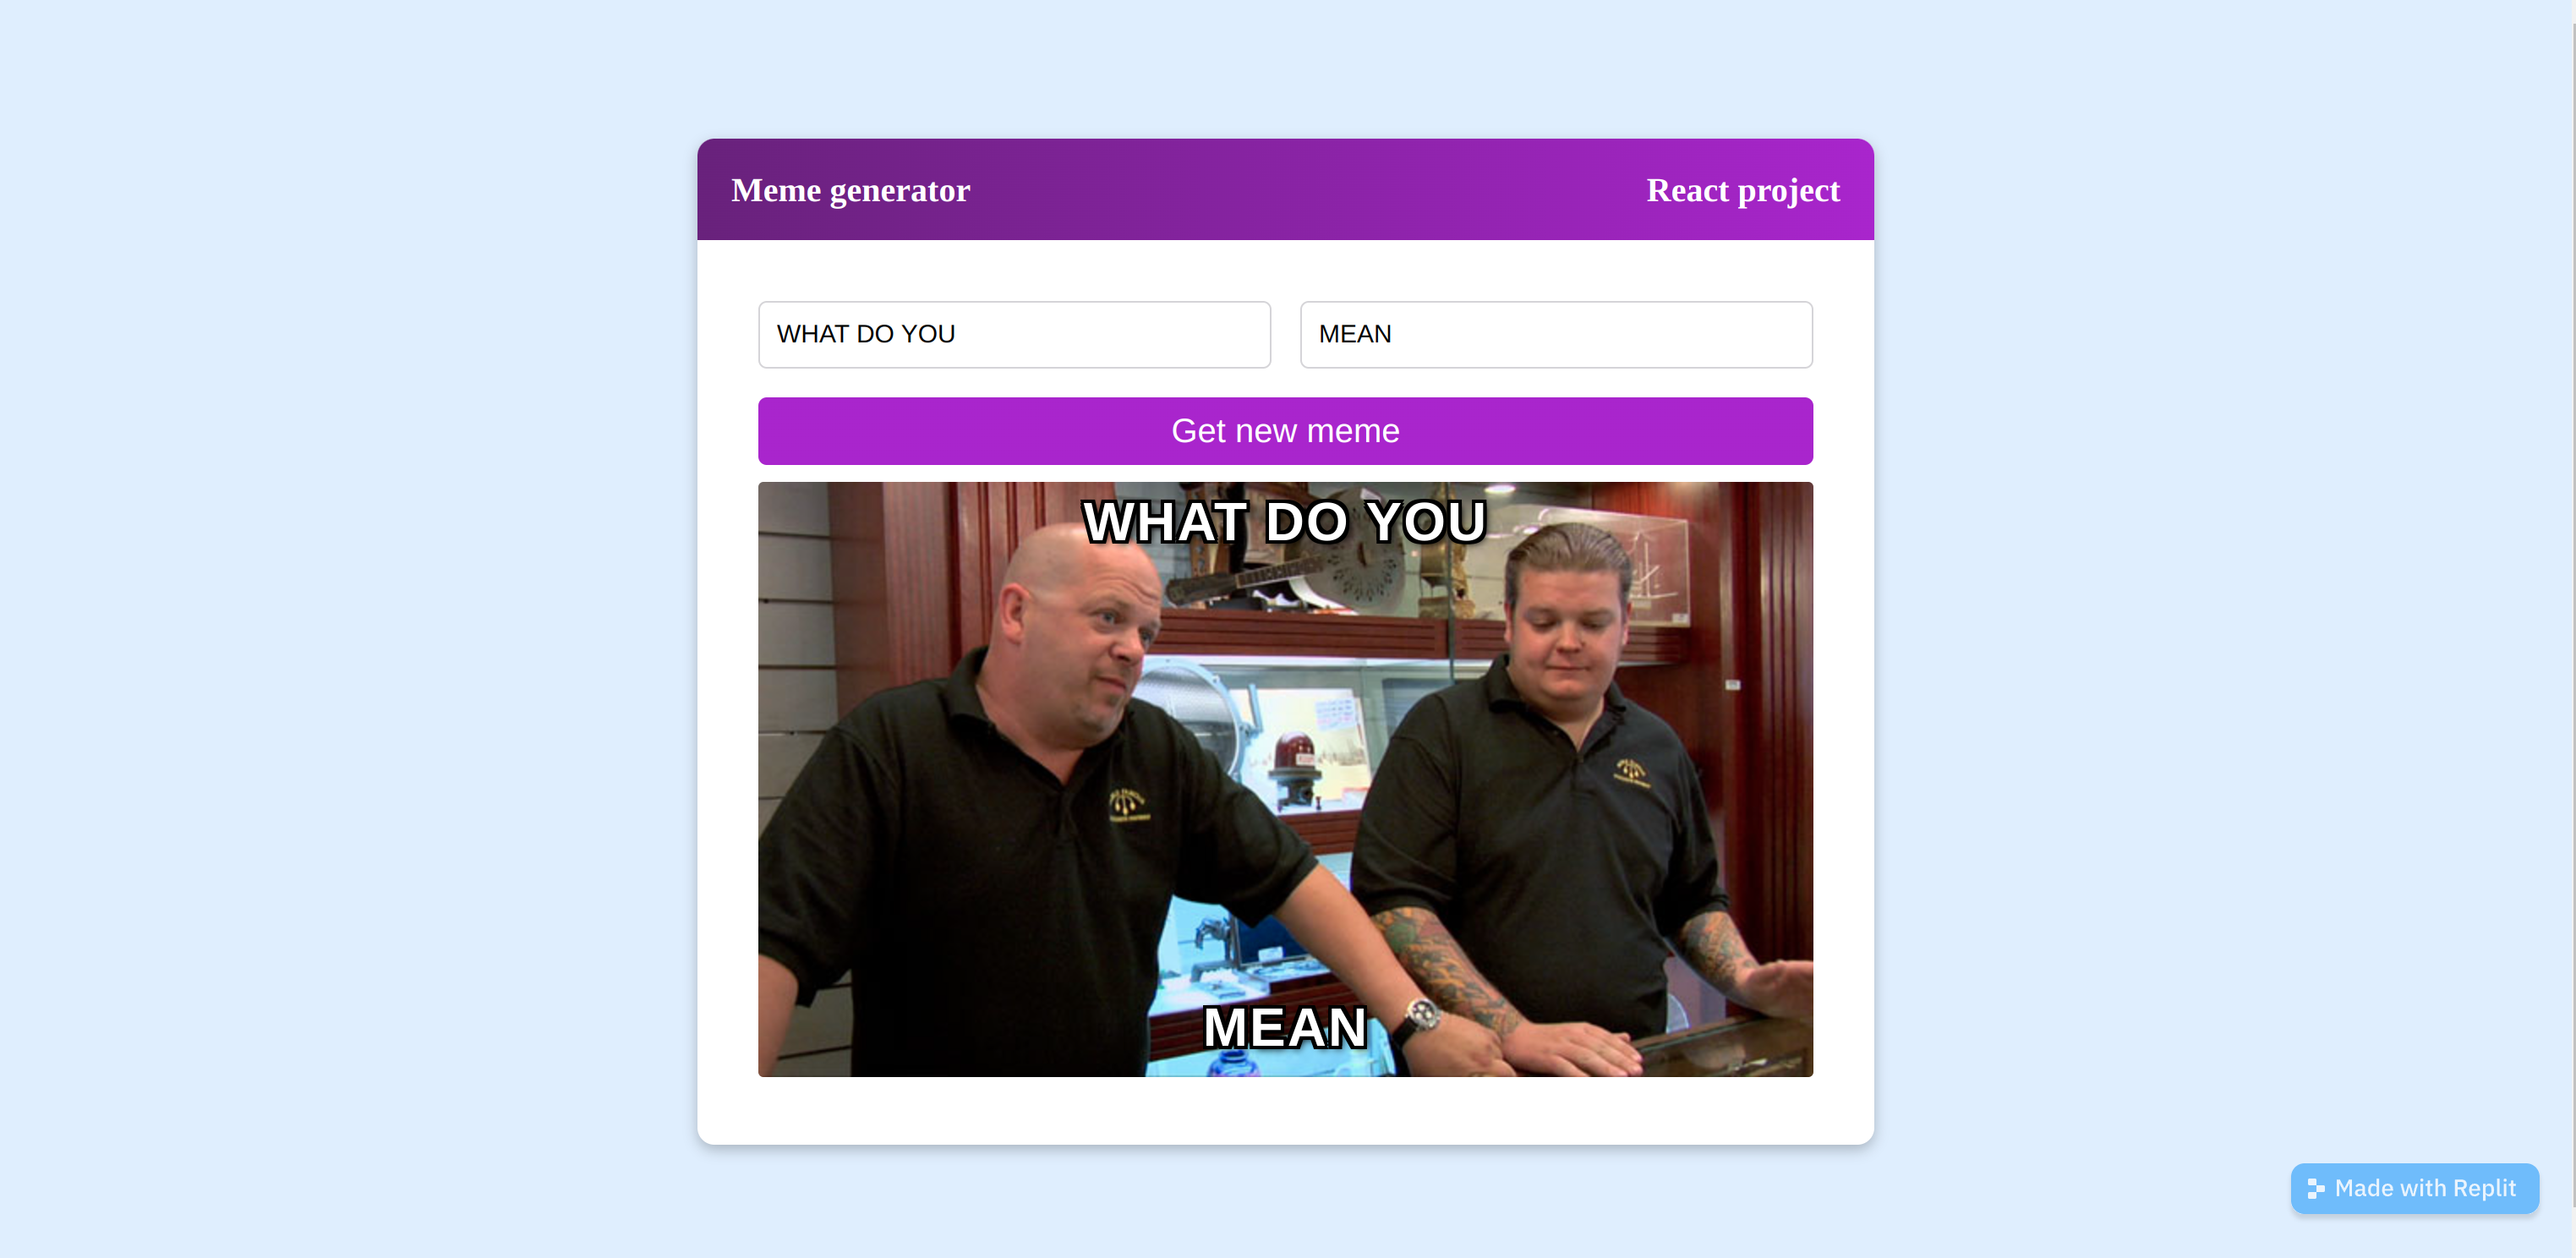 Meme generator
React project
WHAT DO YOU
MEAN
Get new meme
WHAT DO YOU
MEAN
Made with Replit